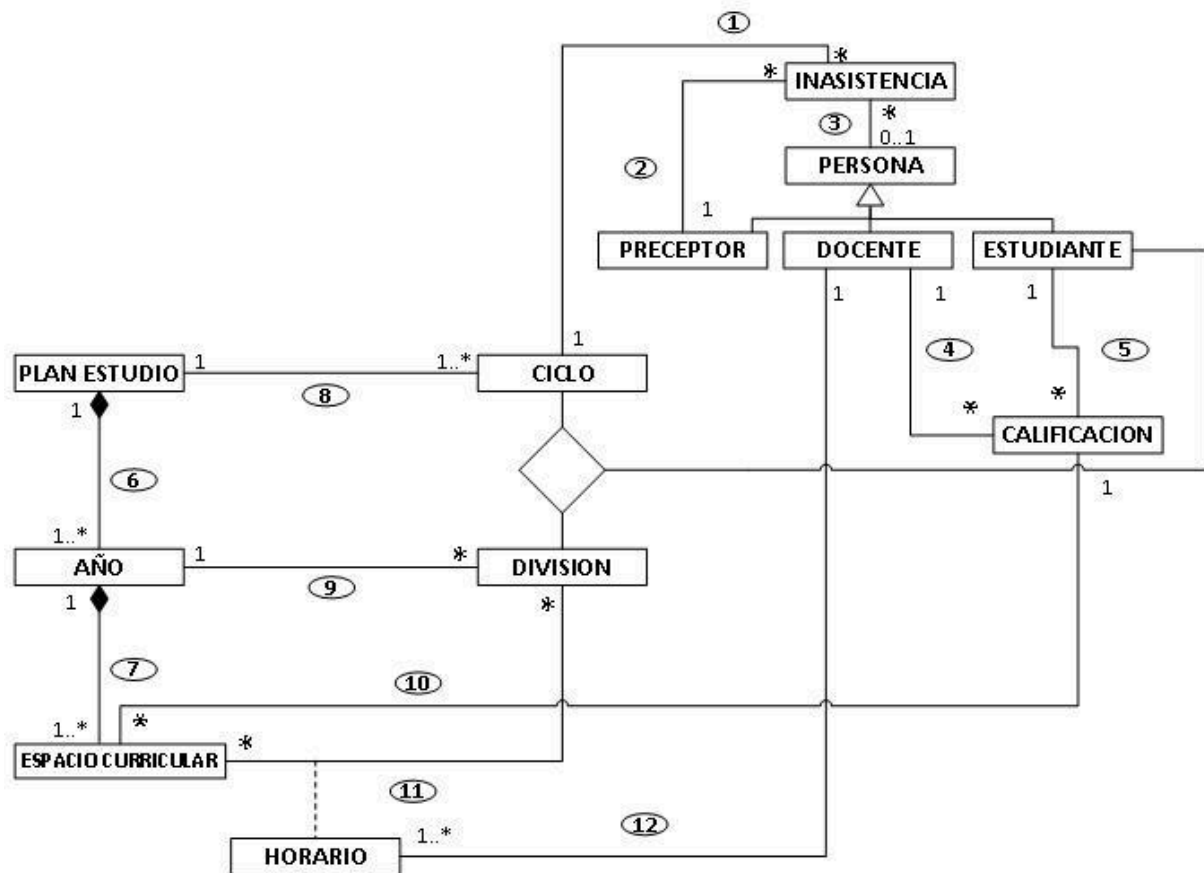 1
* *
INASISTENCIA
*
3
0..1
2
PERSONA
1
PRECEPTOR DOCENTE ESTUDIANTE
1 1 1
1
4 5
PLAN ESTUDIO 1 1..* CICLO
8
1
* *
CALIFICACION
6
1
1..*
AÑO 1 * DIVISION
9
1 *
7
10
1..* * *
ESPACIO CURRICULAR
11
12
1..*
HORARIO